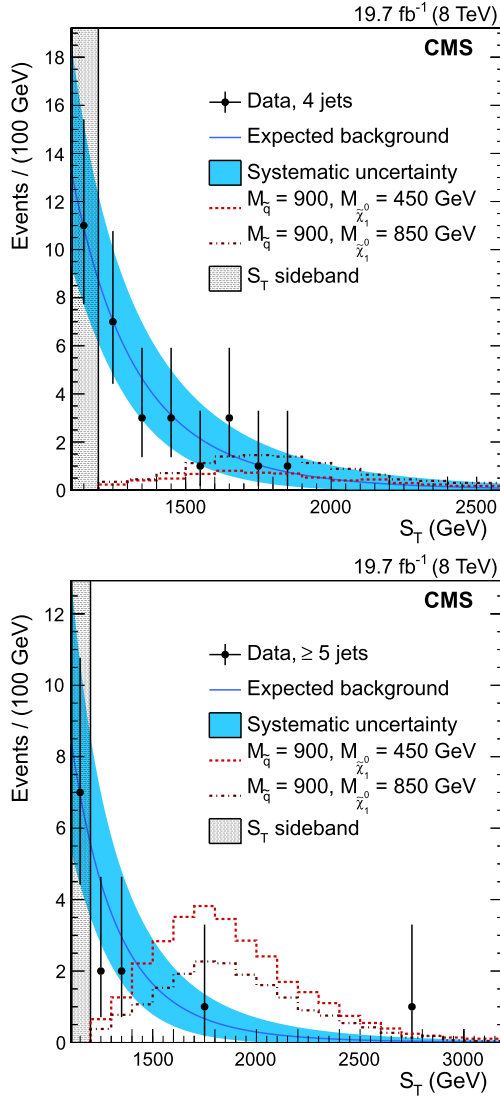 19.7 fb⁻¹ (8 TeV)
CMS
Events / (100 GeV)
18
16
14
12
10
8
6
4
2
0
Data, 4 jets
Expected background
Systematic uncertainty
M_q̃ = 900, M_χ̃₁⁰ = 450 GeV
M_q̃ = 900, M_χ̃₁⁰ = 850 GeV
S_T sideband
1500 2000 2500
S_T (GeV)
19.7 fb⁻¹ (8 TeV)
CMS
Events / (100 GeV)
12
10
8
6
4
2
0
Data, ≥ 5 jets
Expected background
Systematic uncertainty
M_q̃ = 900, M_χ̃₁⁰ = 450 GeV
M_q̃ = 900, M_χ̃₁⁰ = 850 GeV
S_T sideband
1500 2000 2500 3000
S_T (GeV)